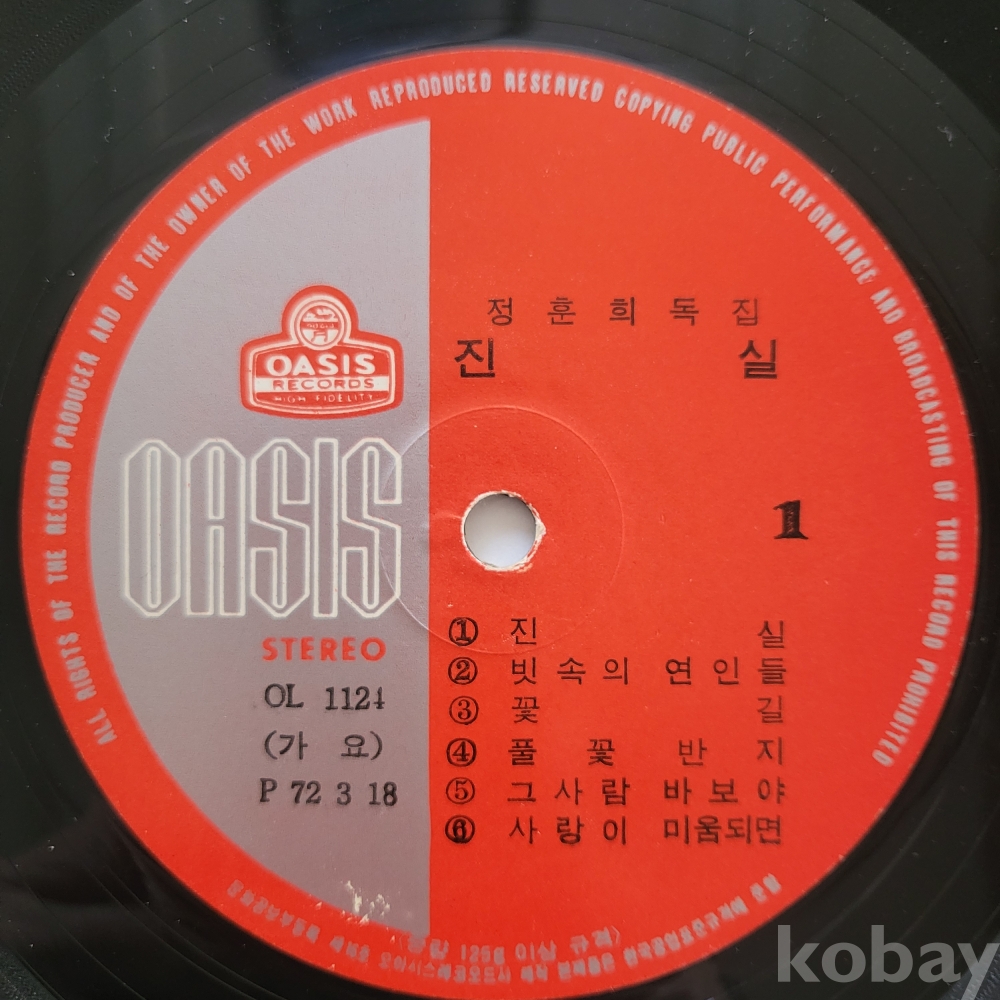 ALL RIGHTS OF THE RECORD PRODUCER AND OF THE OWNER OF THE WORK REPRODUCED RESERVED COPYING PUBLIC PERFORMANCE AND BROADCASTING OF THIS RECORD PROHIBITED
정훈희독집
진실
OASIS
RECORDS
HIGH FIDELITY
OASIS
1
STEREO
OL 1124
(가요)
P 72 3 18
① 진실
② 빗속의 연인들
③ 꽃길
④ 풀꽃반지
⑤ 그사람 바보야
⑥ 사랑이 미움되면
kobay